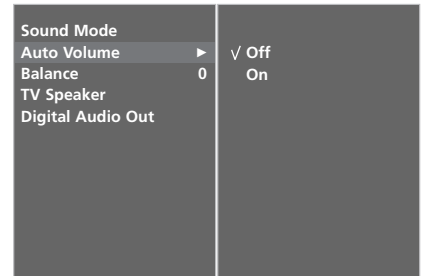 Sound Mode
Auto Volume ►
Balance 0
TV Speaker
Digital Audio Out
√ Off
On